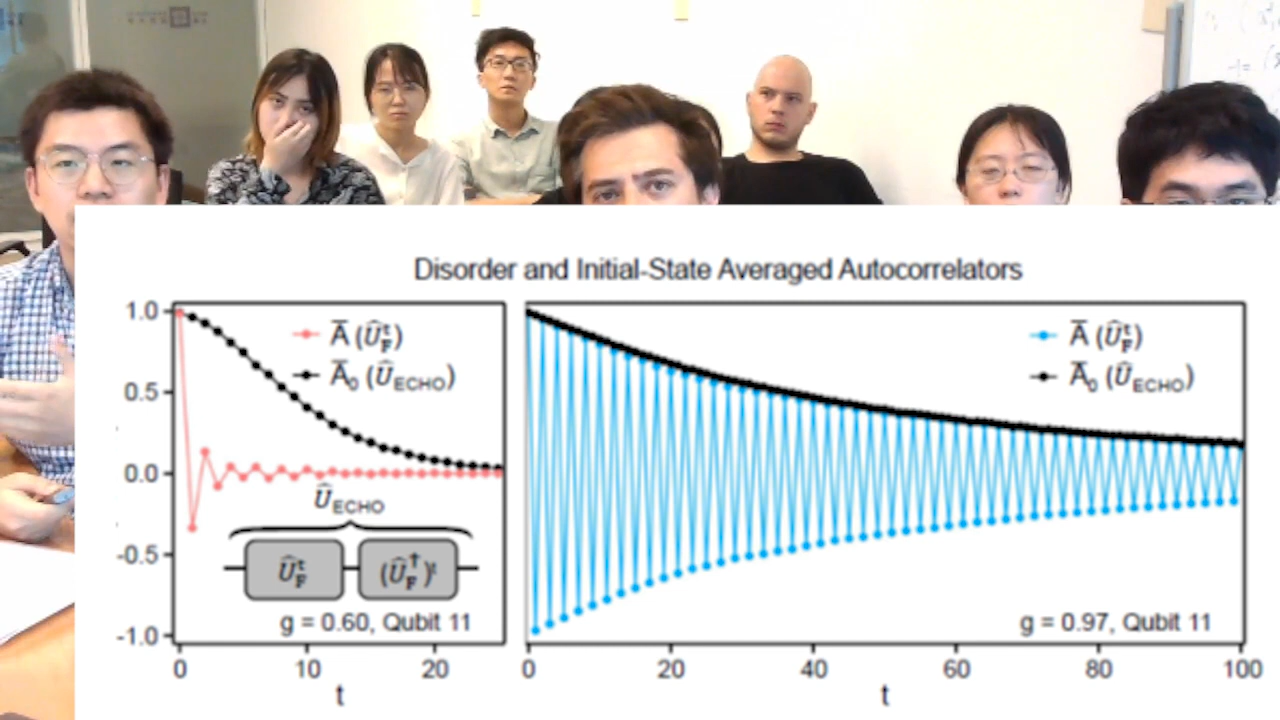 Disorder and Initial-State Averaged Autocorrelators
1.0
0.5
0.0
-0.5
-1.0
A̅ (Û_F^t)
A̅₀ (Û_ECHO)
Û_ECHO
Û_F^t
(Û_F^†)^t
g = 0.60, Qubit 11
0 10 20
t
A̅ (Û_F^t)
A̅₀ (Û_ECHO)
g = 0.97, Qubit 11
0 20 40 60 80 100
t